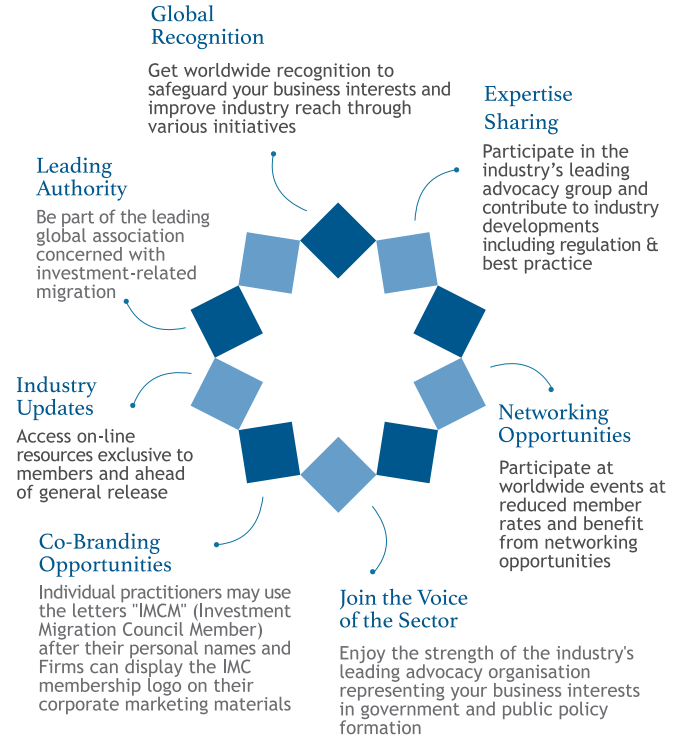 Global
Recognition
Get worldwide recognition to
safeguard your business interests and
improve industry reach through
various initiatives
Expertise
Sharing
Participate in the
industry's leading
advocacy group and
contribute to industry
developments
including regulation &
best practice
Networking
Opportunities
Participate at
worldwide events at
reduced member
rates and benefit
from networking
opportunities
Join the Voice
of the Sector
Enjoy the strength of the industry's
leading advocacy organisation
representing your business interests
in government and public policy
formation
Co-Branding
Opportunities
Individual practitioners may use
the letters "IMCM" (Investment
Migration Council Member)
after their personal names and
Firms can display the IMC
membership logo on their
corporate marketing materials
Industry
Updates
Access on-line
resources exclusive to
members and ahead
of general release
Leading
Authority
Be part of the leading
global association
concerned with
investment-related
migration